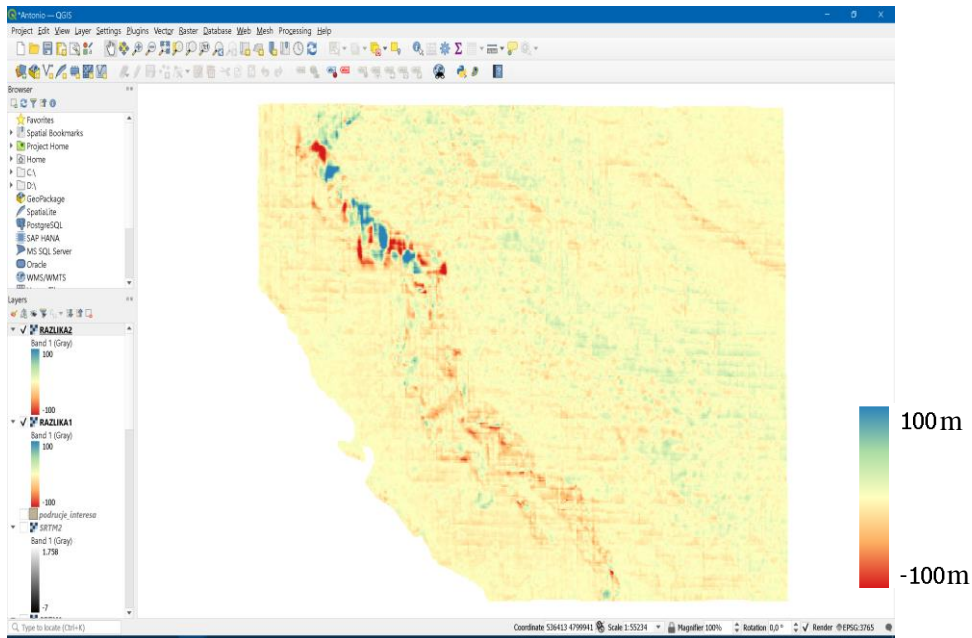 *Antonio — QGIS
Project Edit View Layer Settings Plugins Vector Raster Database Web Mesh Processing Help
Browser
Favorites
Spatial Bookmarks
Project Home
Home
C:\
D:\
GeoPackage
SpatiaLite
PostgreSQL
SAP HANA
MS SQL Server
Oracle
WMS/WMTS
Layers
RAZLIKA2
Band 1 (Gray)
100
-100
RAZLIKA1
Band 1 (Gray)
100
-100
podrucje_interesa
SRTM2
Band 1 (Gray)
1.758
-7
100 m
-100 m
Type to locate (Ctrl+K)
Coordinate 536413 4799941 Scale 1:55234 Magnifier 100% Rotation 0,0 ° Render EPSG:3765